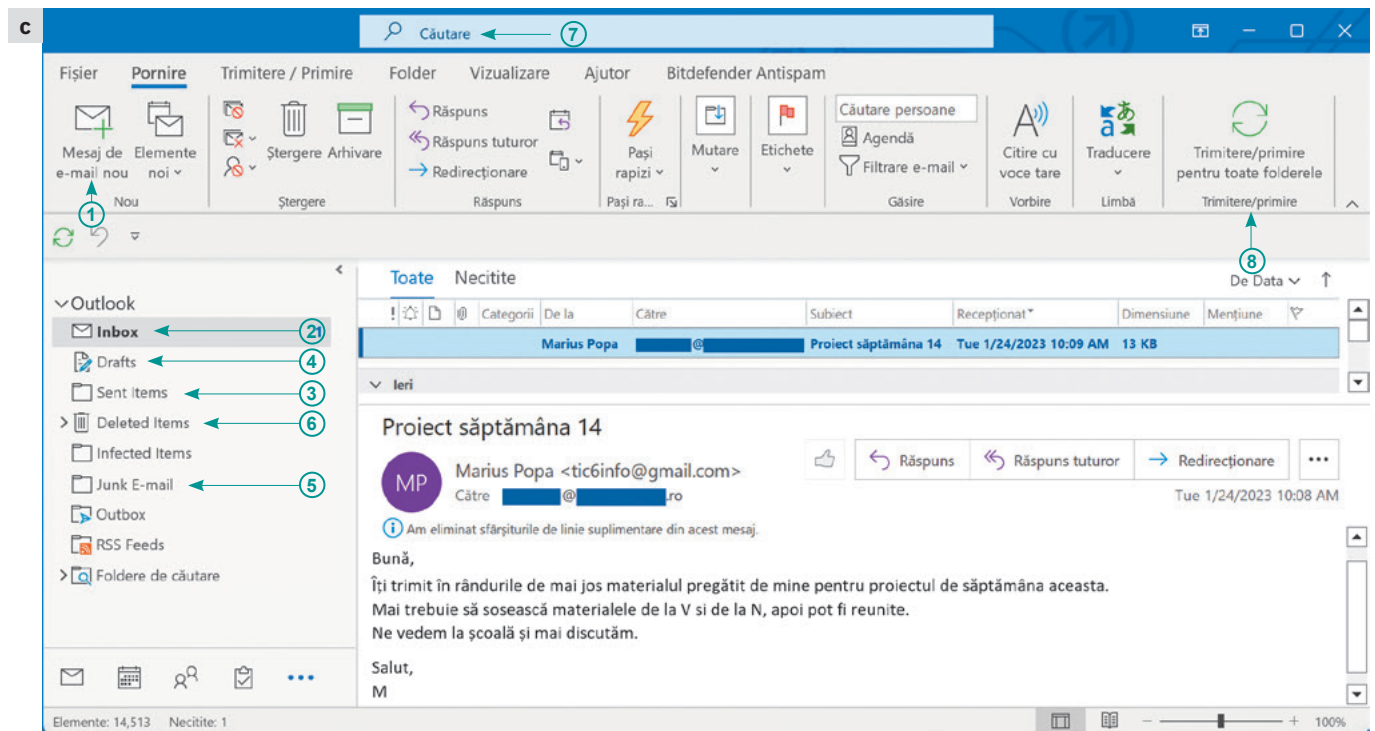 c
Căutare
7
Fișier Pornire Trimitere / Primire Folder Vizualizare Ajutor Bitdefender Antispam
Mesaj de
e-mail nou
Elemente
noi
Nou
1
Ștergere Arhivare
Ștergere
Răspuns
Răspuns tuturor
Redirecționare
Răspuns
Pași
rapizi
Pași ra...
Mutare
Etichete
Căutare persoane
Agendă
Filtrare e-mail
Găsire
Citire cu
voce tare
Vorbire
Traducere
Limbă
Trimitere/primire
pentru toate folderele
Trimitere/primire
8
Outlook
Inbox 1
2
Drafts
4
Sent Items
3
Deleted Items
6
Infected Items
Junk E-mail
5
Outbox
RSS Feeds
Foldere de căutare
Toate Necitite
De Data
! Categorii De la Către Subiect Recepționat Dimensiune Mențiune
Marius Popa @ Proiect săptămâna 14 Tue 1/24/2023 10:09 AM 13 KB
Ieri
Proiect săptămâna 14
MP
Marius Popa <tic6info@gmail.com>
Către @ .ro
Răspuns Răspuns tuturor Redirecționare
Tue 1/24/2023 10:08 AM
Am eliminat sfârșiturile de linie suplimentare din acest mesaj.
Bună,
Îți trimit în rândurile de mai jos materialul pregătit de mine pentru proiectul de săptămâna aceasta.
Mai trebuie să sosească materialele de la V si de la N, apoi pot fi reunite.
Ne vedem la școală și mai discutăm.
Salut,
M
Elemente: 14,513 Necitite: 1
100%